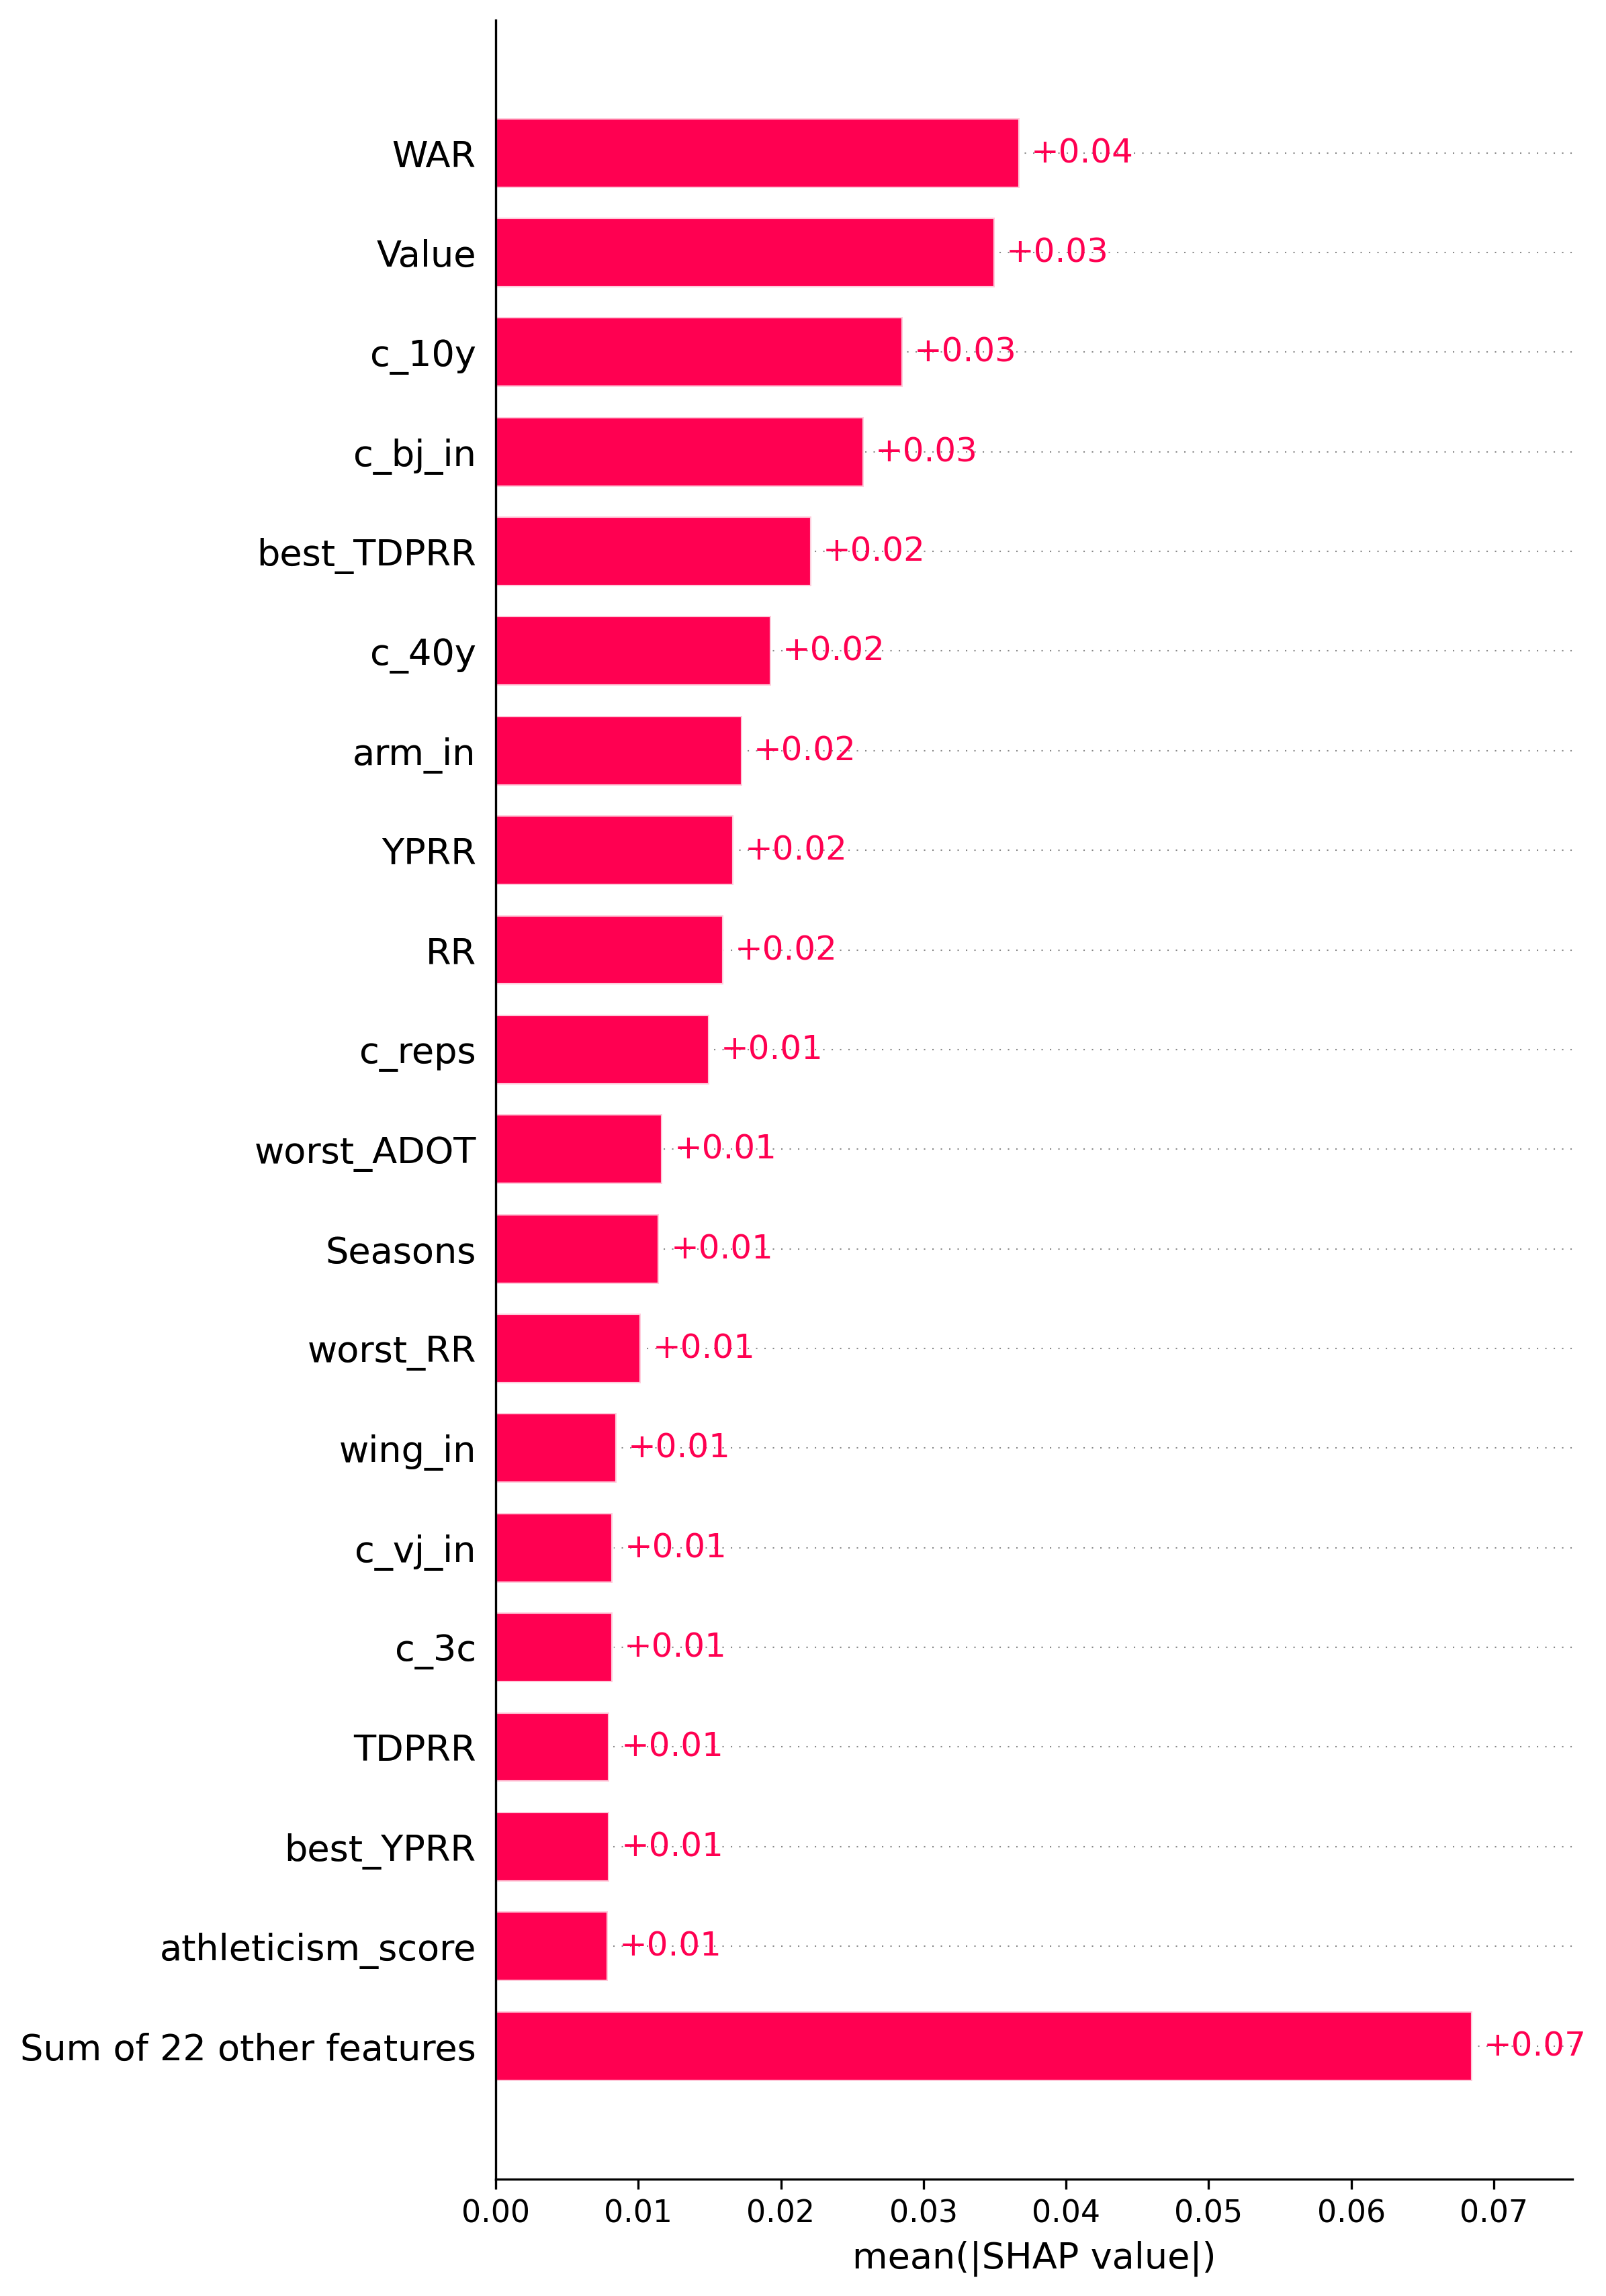 WAR +0.04
Value +0.03
c_10y +0.03
c_bj_in +0.03
best_TDPRR +0.02
c_40y +0.02
arm_in +0.02
YPRR +0.02
RR +0.02
c_reps +0.01
worst_ADOT +0.01
Seasons +0.01
worst_RR +0.01
wing_in +0.01
c_vj_in +0.01
c_3c +0.01
TDPRR +0.01
best_YPRR +0.01
athleticism_score +0.01
Sum of 22 other features +0.07
0.00 0.01 0.02 0.03 0.04 0.05 0.06 0.07
mean(|SHAP value|)